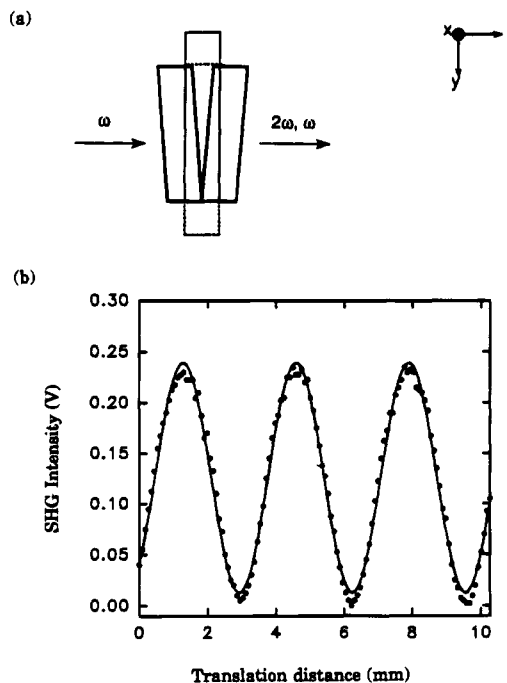 (a)
x
y
ω
2ω, ω
(b)
0.30
0.25
0.20
0.15
0.10
0.05
0.00
SHG Intensity (V)
0 2 4 6 8 10
Translation distance (mm)